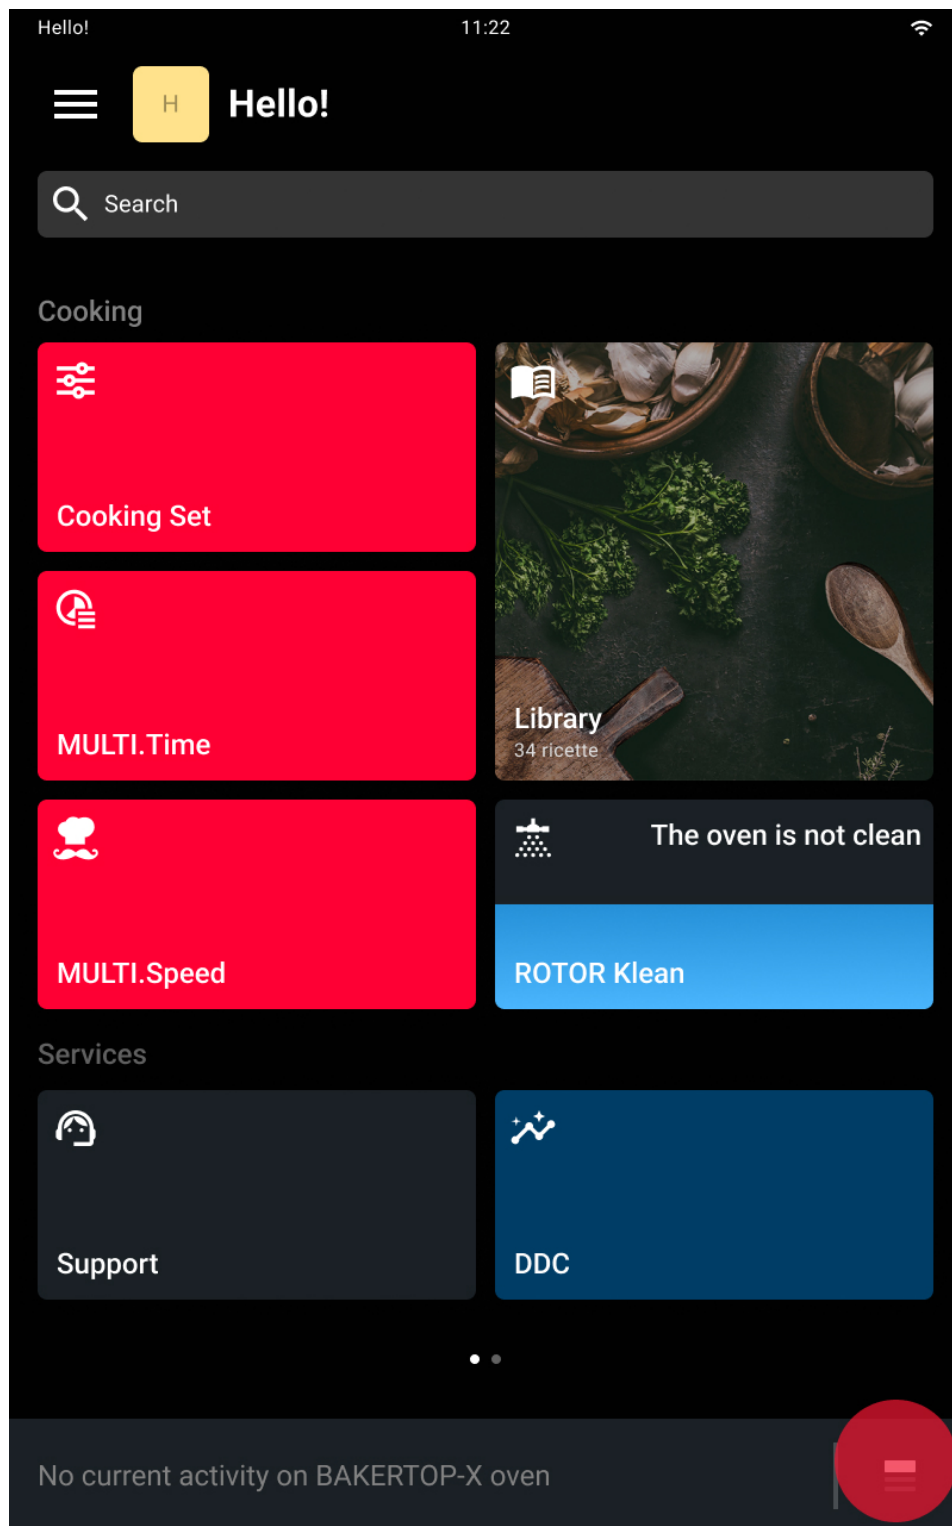 Hello!
11:22
H
Hello!
Search
Cooking
Cooking Set
MULTI.Time
Library
34 ricette
MULTI.Speed
The oven is not clean
ROTOR Klean
Services
Support
DDC
No current activity on BAKERTOP-X oven